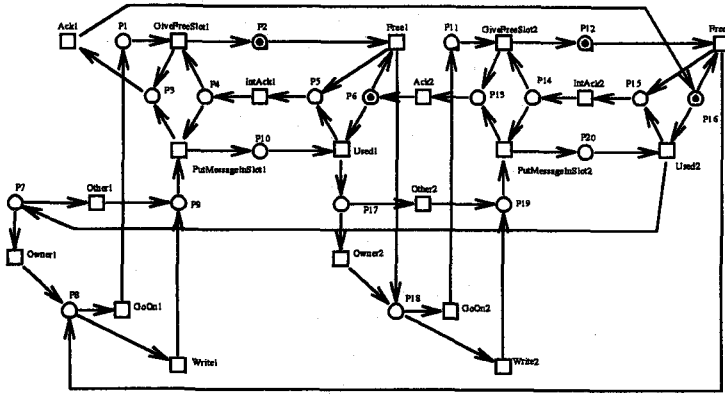 Ack1 P1 GiveFreeSlot1 P2 Free1 P11 GiveFreeSlot2 P12
P3 P4 IntAck1 P5 P6 Ack2 P13 P14 IntAck2 P15 P16
P10 P20
PutMessageInSlot1 Used1 PutMessageInSlot2 Used2
P7 Other1 P9 P17 Other2 P19
Owner1 Owner2
P8 GoOn1 P18 GoOn2
Write1 Write2